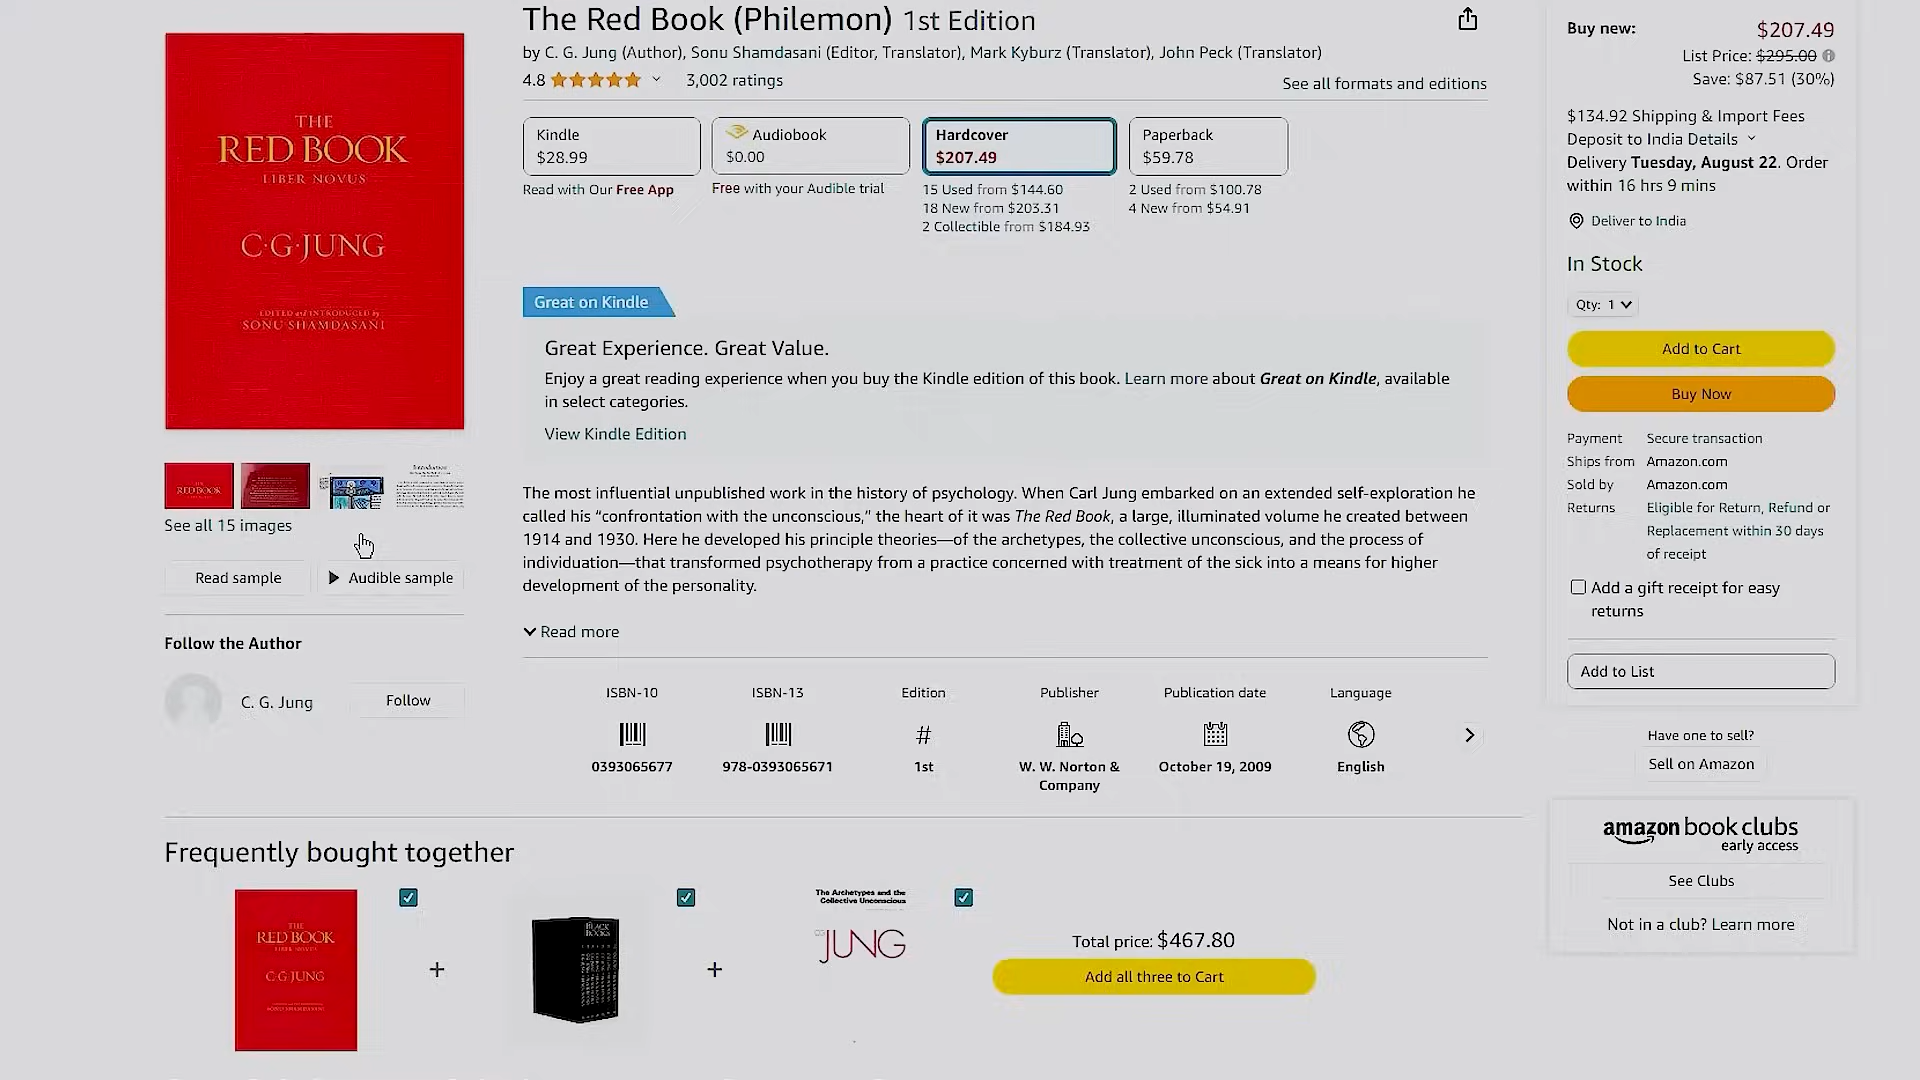 The Red Book (Philemon) 1st Edition
by C. G. Jung (Author), Sonu Shamdasani (Editor, Translator), Mark Kyburz (Translator), John Peck (Translator)
4.8 3,002 ratings
See all formats and editions
THE
RED BOOK
LIBER NOVUS
C·G·JUNG
EDITED and INTRODUCED by
SONU SHAMDASANI
See all 15 images
Read sample
Audible sample
Follow the Author
C. G. Jung
Follow
Kindle
$28.99
Read with Our Free App
Audiobook
$0.00
Free with your Audible trial
Hardcover
$207.49
15 Used from $144.60
18 New from $203.31
2 Collectible from $184.93
Paperback
$59.78
2 Used from $100.78
4 New from $54.91
Great on Kindle
Great Experience. Great Value.
Enjoy a great reading experience when you buy the Kindle edition of this book. Learn more about Great on Kindle, available
in select categories.
View Kindle Edition
The most influential unpublished work in the history of psychology. When Carl Jung embarked on an extended self-exploration he
called his “confrontation with the unconscious,” the heart of it was The Red Book, a large, illuminated volume he created between
1914 and 1930. Here he developed his principle theories—of the archetypes, the collective unconscious, and the process of
individuation—that transformed psychotherapy from a practice concerned with treatment of the sick into a means for higher
development of the personality.
Read more
ISBN-10
0393065677
ISBN-13
978-0393065671
Edition
#
1st
Publisher
W. W. Norton &
Company
Publication date
October 19, 2009
Language
English
Buy new:
$207.49
List Price: $295.00
Save: $87.51 (30%)
$134.92 Shipping & Import Fees
Deposit to India Details
Delivery Tuesday, August 22. Order
within 16 hrs 9 mins
Deliver to India
In Stock
Qty: 1
Add to Cart
Buy Now
Payment Secure transaction
Ships from Amazon.com
Sold by Amazon.com
Returns Eligible for Return, Refund or
Replacement within 30 days
of receipt
Add a gift receipt for easy
returns
Add to List
Have one to sell?
Sell on Amazon
amazon book clubs
early access
See Clubs
Not in a club? Learn more
Frequently bought together
THE
RED BOOK
LIBER NOVUS
C·G·JUNG
+
BLACK
BOOKS
+
The Archetypes and the
Collective Unconscious
JUNG
Total price: $467.80
Add all three to Cart